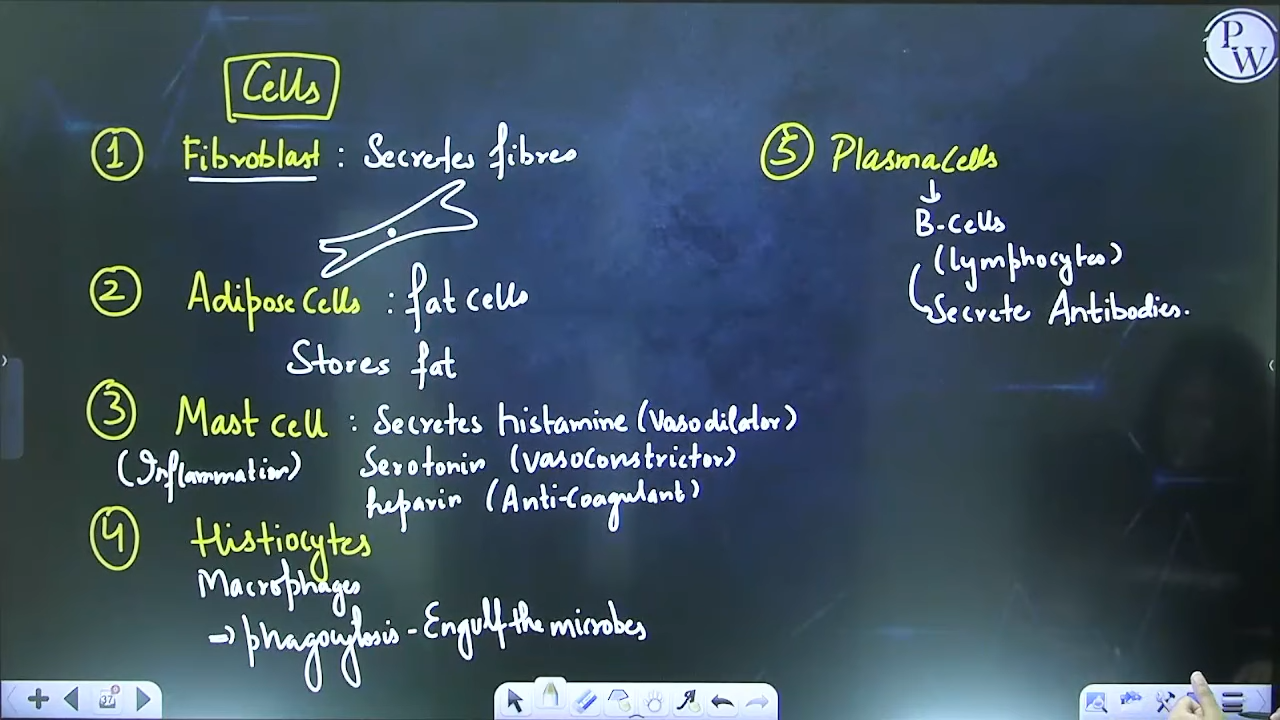 Cells
① Fibroblast : Secretes fibres
② Adipose Cells : fat cells
Stores fat
③ Mast cell : Secretes histamine (Vasodilator)
(Inflammation) Serotonin (Vasoconstrictor)
heparin (Anti-coagulant)
④ Histiocytes
Macrophages
→ phagocytosis - Engulf the microbes
⑤ Plasma Cells
↓
B-cells
(lymphocytes)
Secrete Antibodies.
PW
37